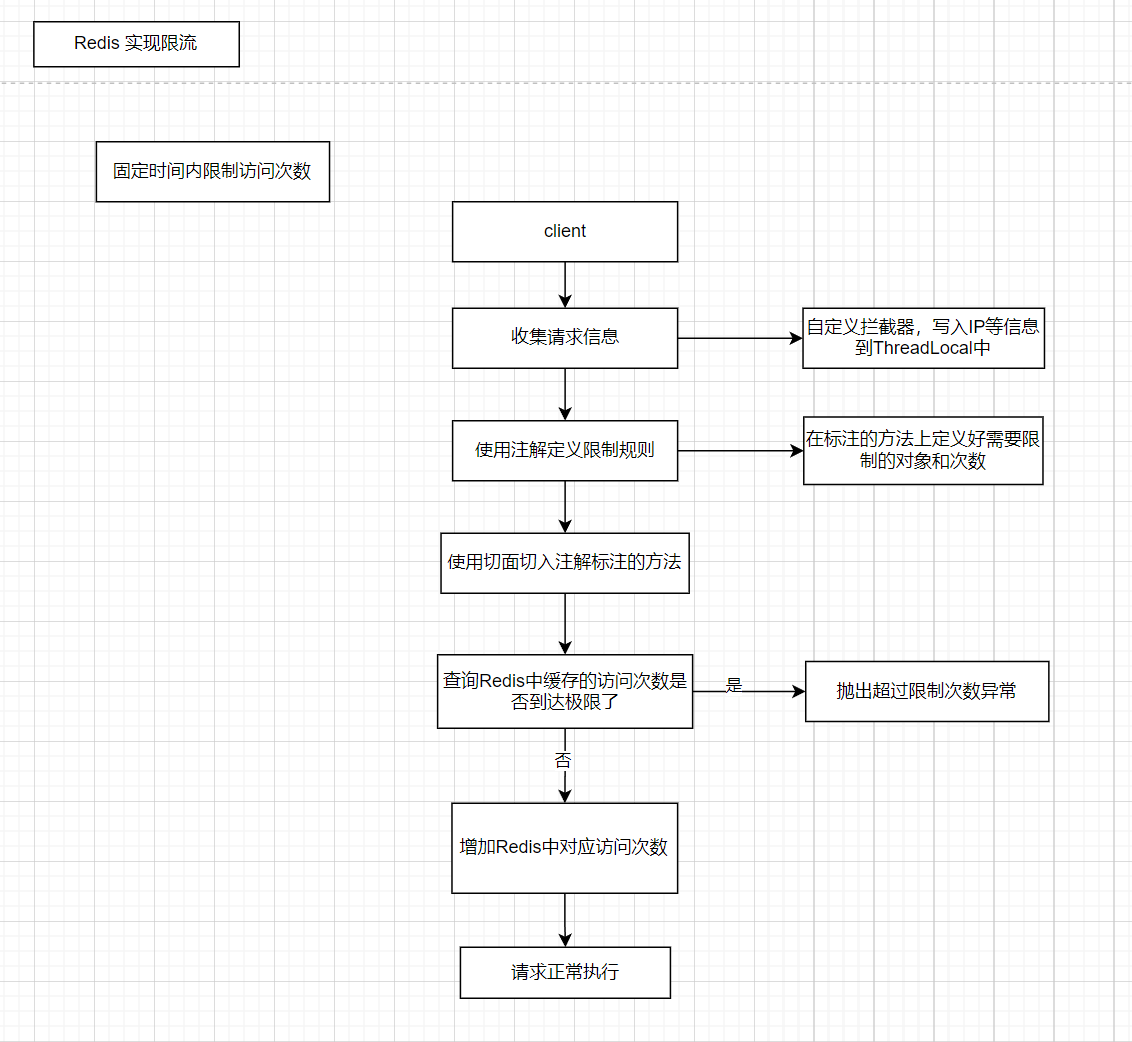 Redis 实现限流
固定时间内限制访问次数
client
收集请求信息
自定义拦截器，写入IP等信息
到ThreadLocal中
使用注解定义限制规则
在标注的方法上定义好需要限
制的对象和次数
使用切面切入注解标注的方法
查询Redis中缓存的访问次数是
否到达极限了
是
抛出超过限制次数异常
否
增加Redis中对应访问次数
请求正常执行